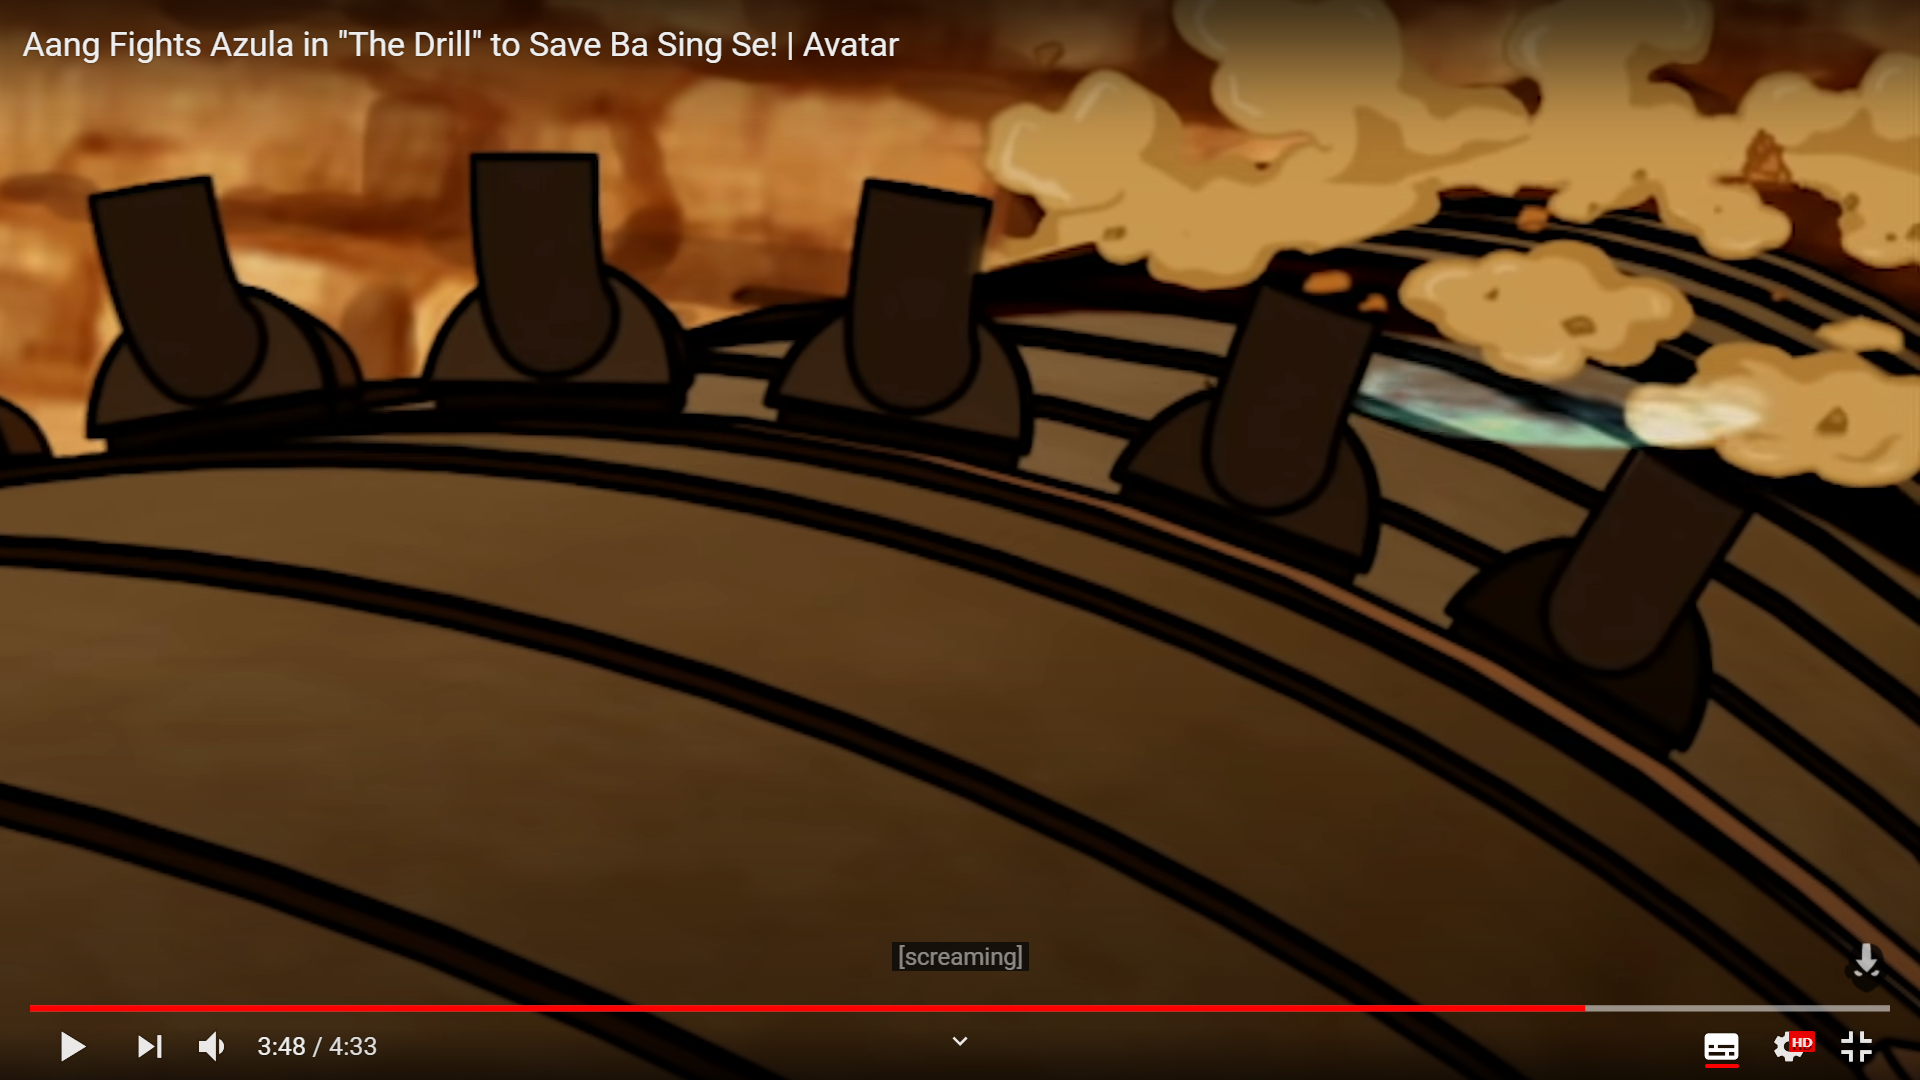 Aang Fights Azula in "The Drill" to Save Ba Sing Se! | Avatar
[screaming]
3:48 / 4:33
HD